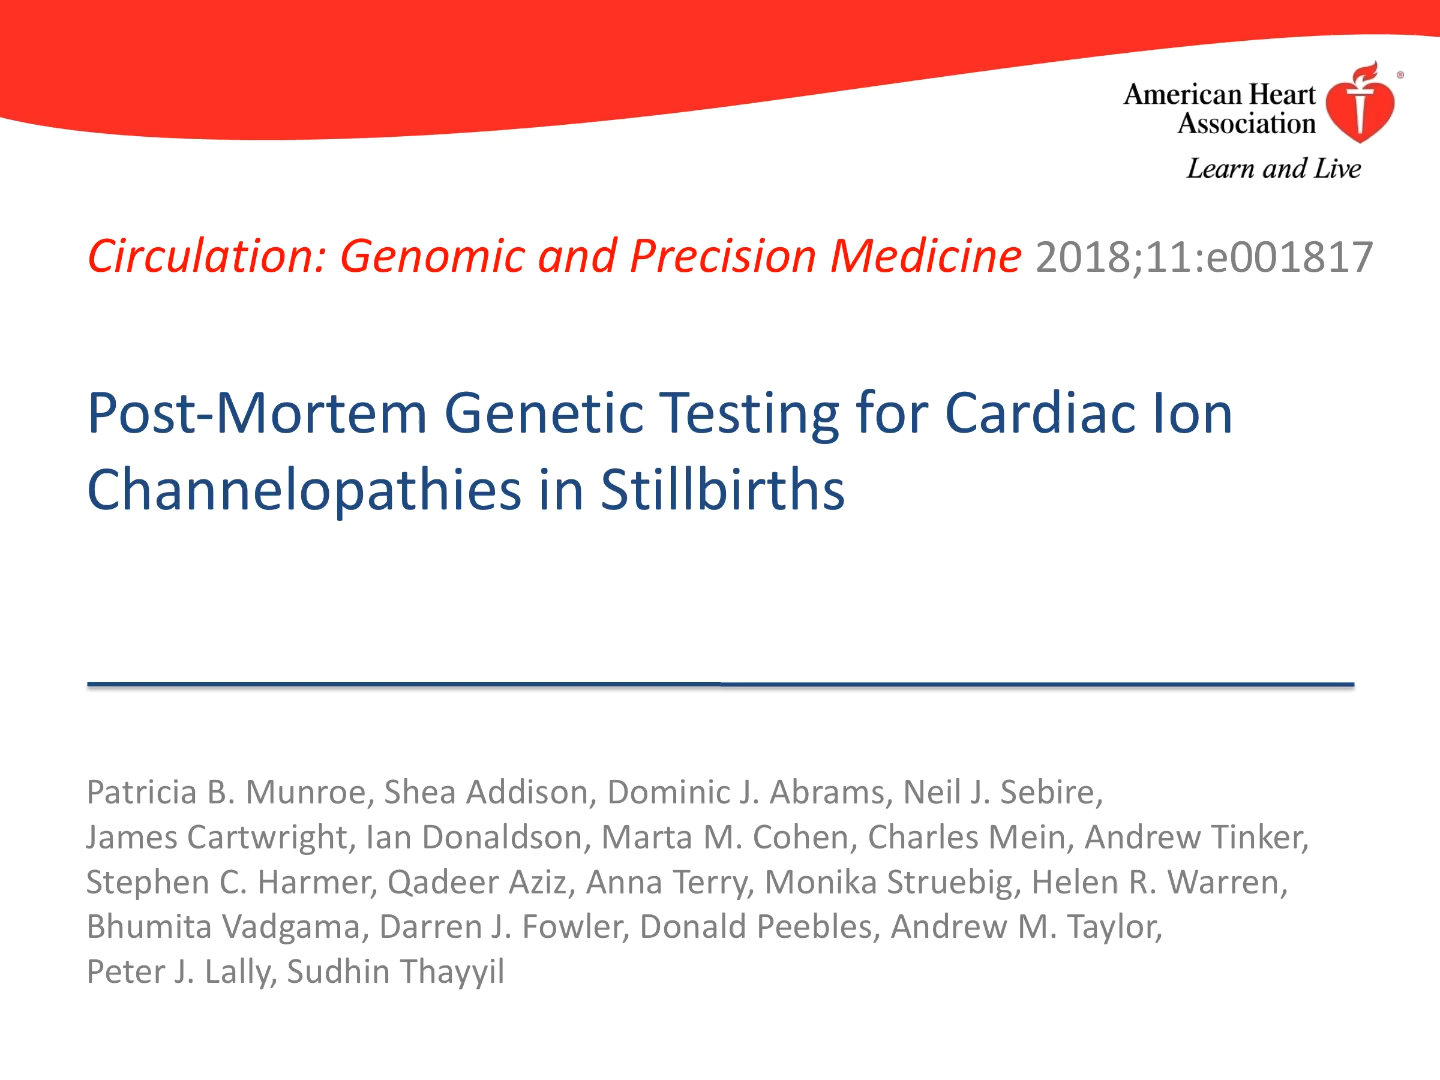 American Heart
Association
®
Learn and Live
Circulation: Genomic and Precision Medicine 2018;11:e001817
Post-Mortem Genetic Testing for Cardiac Ion
Channelopathies in Stillbirths
Patricia B. Munroe, Shea Addison, Dominic J. Abrams, Neil J. Sebire,
James Cartwright, Ian Donaldson, Marta M. Cohen, Charles Mein, Andrew Tinker,
Stephen C. Harmer, Qadeer Aziz, Anna Terry, Monika Struebig, Helen R. Warren,
Bhumita Vadgama, Darren J. Fowler, Donald Peebles, Andrew M. Taylor,
Peter J. Lally, Sudhin Thayyil